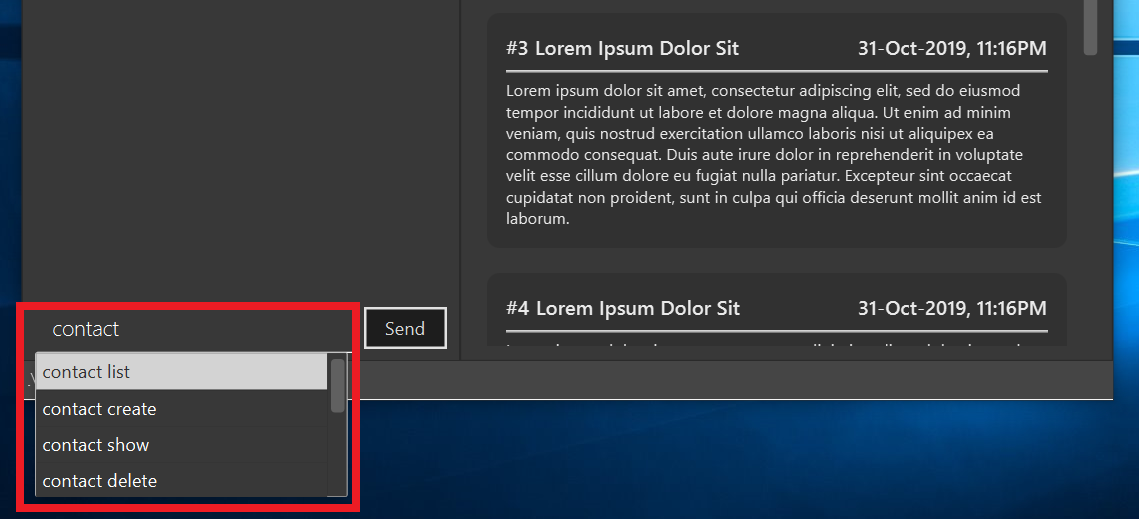 #3 Lorem Ipsum Dolor Sit 31-Oct-2019, 11:16PM
Lorem ipsum dolor sit amet, consectetur adipiscing elit, sed do eiusmod
tempor incididunt ut labore et dolore magna aliqua. Ut enim ad minim
veniam, quis nostrud exercitation ullamco laboris nisi ut aliquipex ea
commodo consequat. Duis aute irure dolor in reprehenderit in voluptate
velit esse cillum dolore eu fugiat nulla pariatur. Excepteur sint occaecat
cupidatat non proident, sunt in culpa qui officia deserunt mollit anim id est
laborum.
#4 Lorem Ipsum Dolor Sit 31-Oct-2019, 11:16PM
contact
Send
contact list
contact create
contact show
contact delete